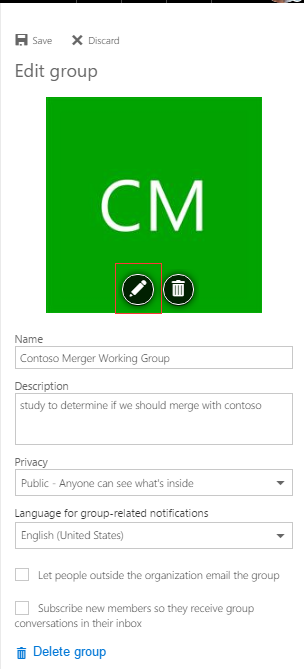 Save Discard
Edit group
CM
Name
Contoso Merger Working Group
Description
study to determine if we should merge with contoso
Privacy
Public - Anyone can see what's inside
Language for group-related notifications
English (United States)
Let people outside the organization email the group
Subscribe new members so they receive group
conversations in their inbox
Delete group